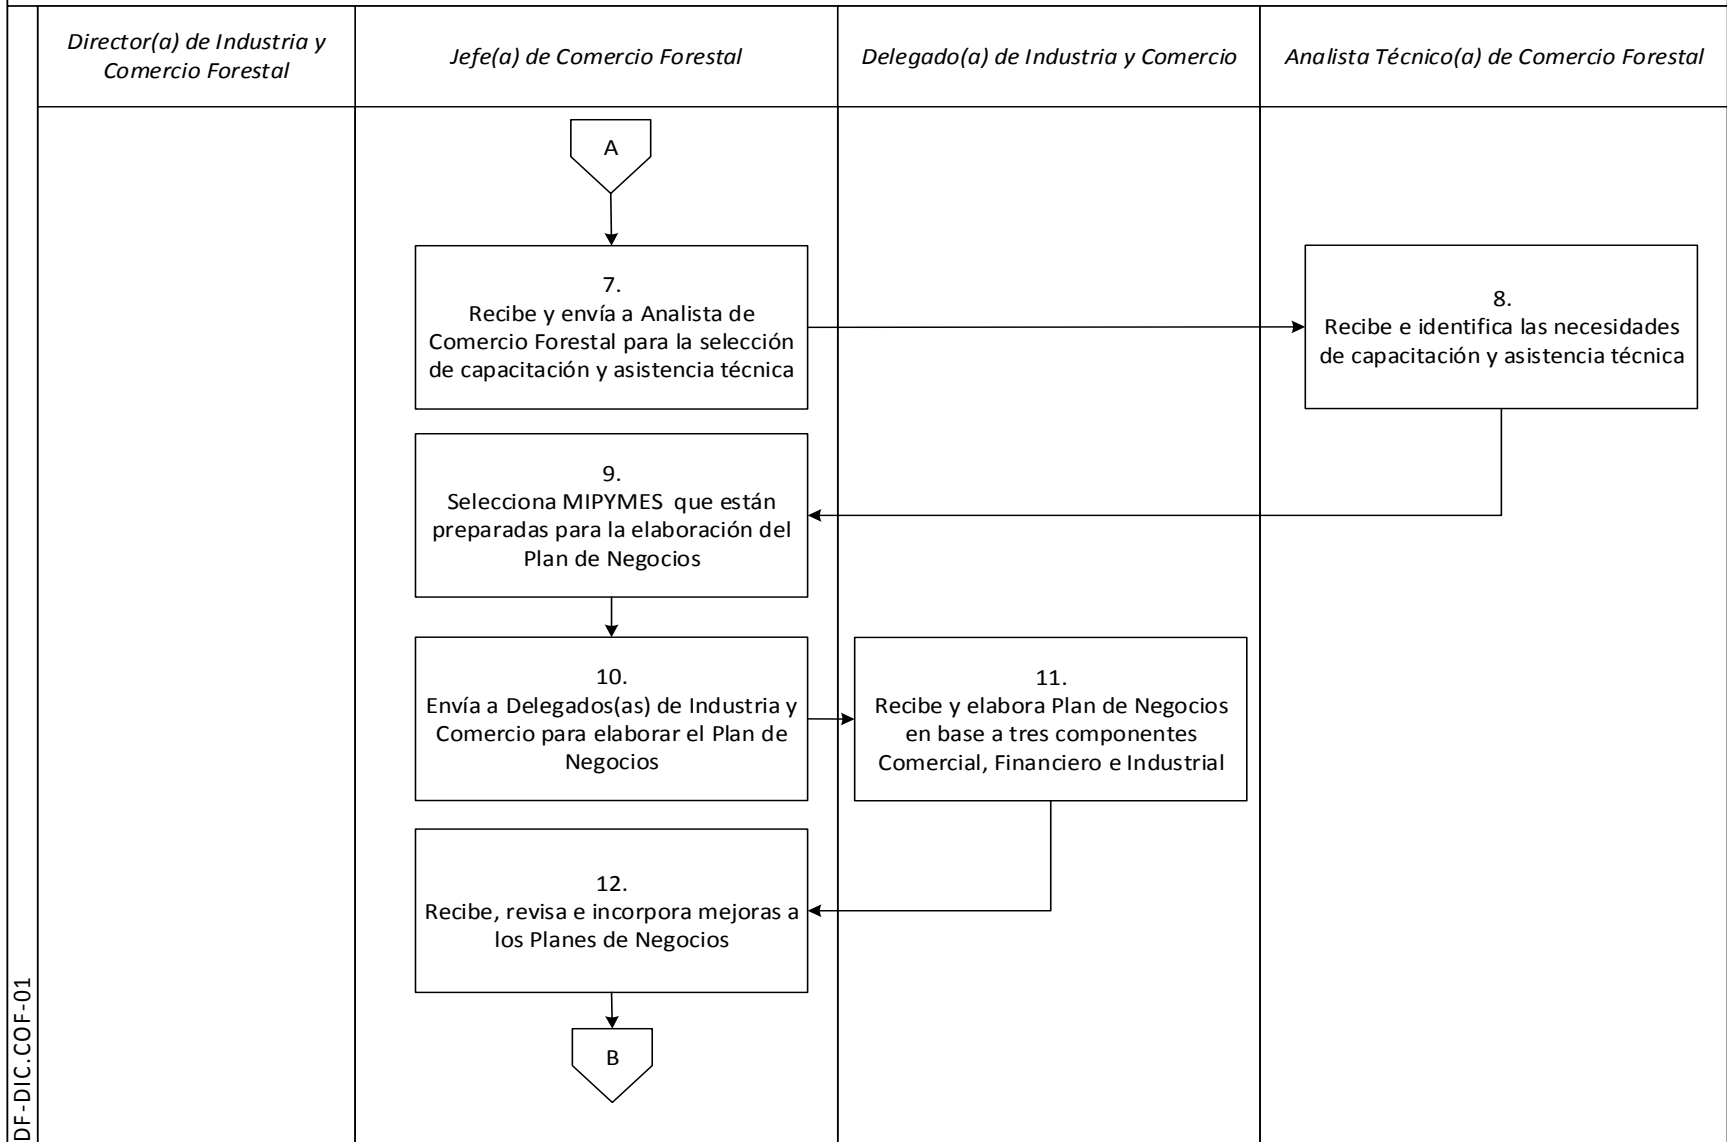 Director(a) de Industria y
Comercio Forestal
Jefe(a) de Comercio Forestal
Delegado(a) de Industria y Comercio
Analista Técnico(a) de Comercio Forestal
A
7.
Recibe y envía a Analista de
Comercio Forestal para la selección
de capacitación y asistencia técnica
8.
Recibe e identifica las necesidades
de capacitación y asistencia técnica
9.
Selecciona MIPYMES que están
preparadas para la elaboración del
Plan de Negocios
10.
Envía a Delegados(as) de Industria y
Comercio para elaborar el Plan de
Negocios
11.
Recibe y elabora Plan de Negocios
en base a tres componentes
Comercial, Financiero e Industrial
12.
Recibe, revisa e incorpora mejoras a
los Planes de Negocios
B
DF-DIC.COF-01